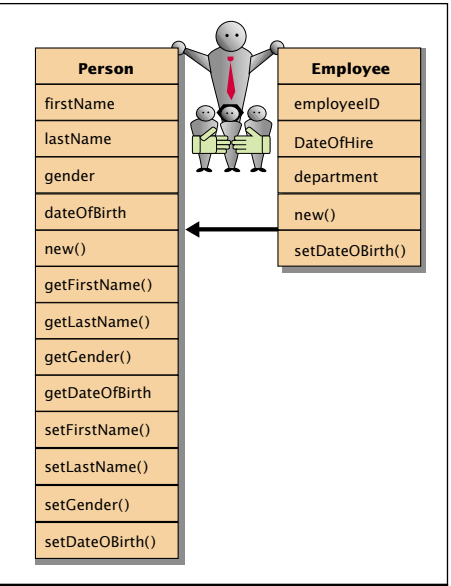 Person
firstName
lastName
gender
dateOfBirth
new()
getFirstName()
getLastName()
getGender()
getDateOfBirth
setFirstName()
setLastName()
setGender()
setDateOBirth()
Employee
employeeID
DateOfHire
department
new()
setDateOBirth()